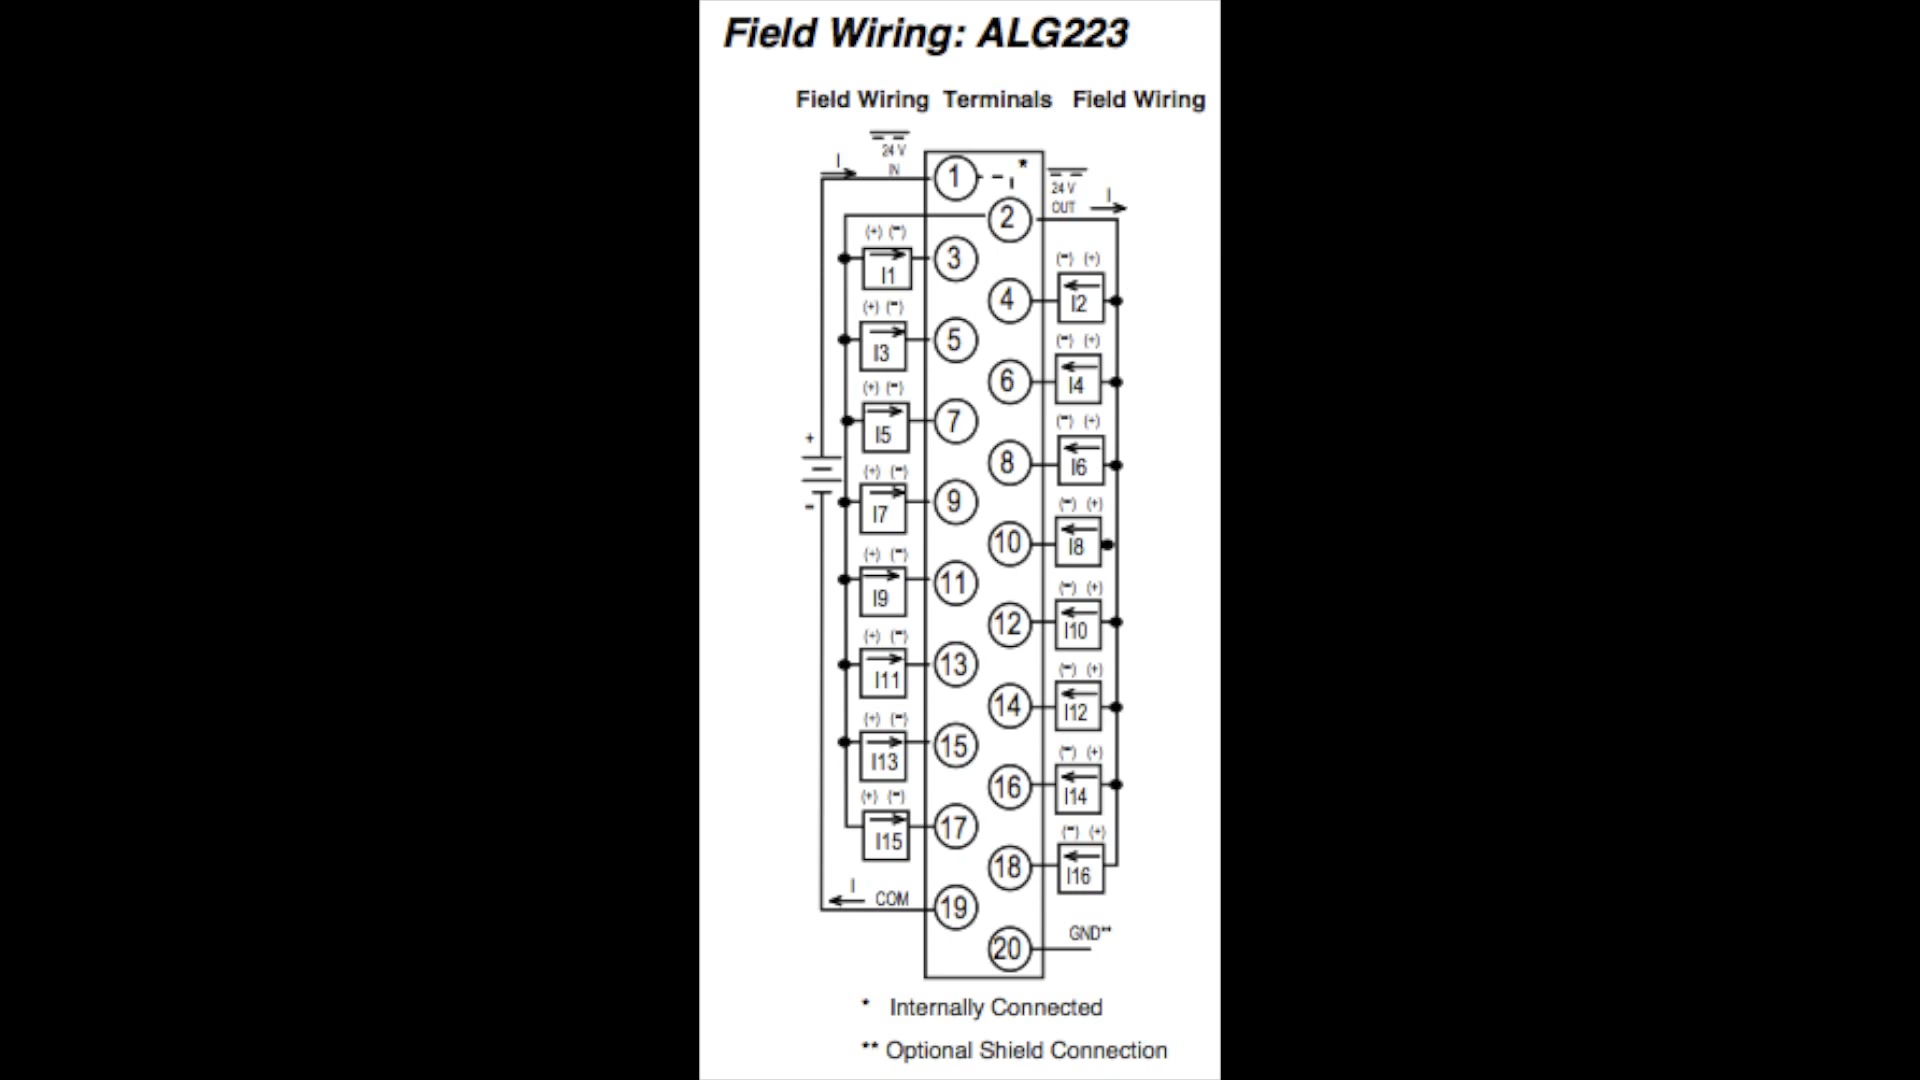 Field Wiring: ALG223
Field Wiring Terminals Field Wiring
24 V
IN
I
1
*
24 V
OUT
I
2
(+) (-)
I1
3
(-) (+)
4
I2
(+) (-)
I3
5
(-) (+)
6
I4
(+) (-)
I5
7
(-) (+)
8
I6
+
-
(+) (-)
I7
9
(-) (+)
10
I8
(+) (-)
I9
11
(-) (+)
12
I10
(+) (-)
I11
13
(-) (+)
14
I12
(+) (-)
I13
15
(-) (+)
16
I14
(+) (-)
I15
17
(-) (+)
18
I16
I
COM
19
GND**
20
* Internally Connected
** Optional Shield Connection